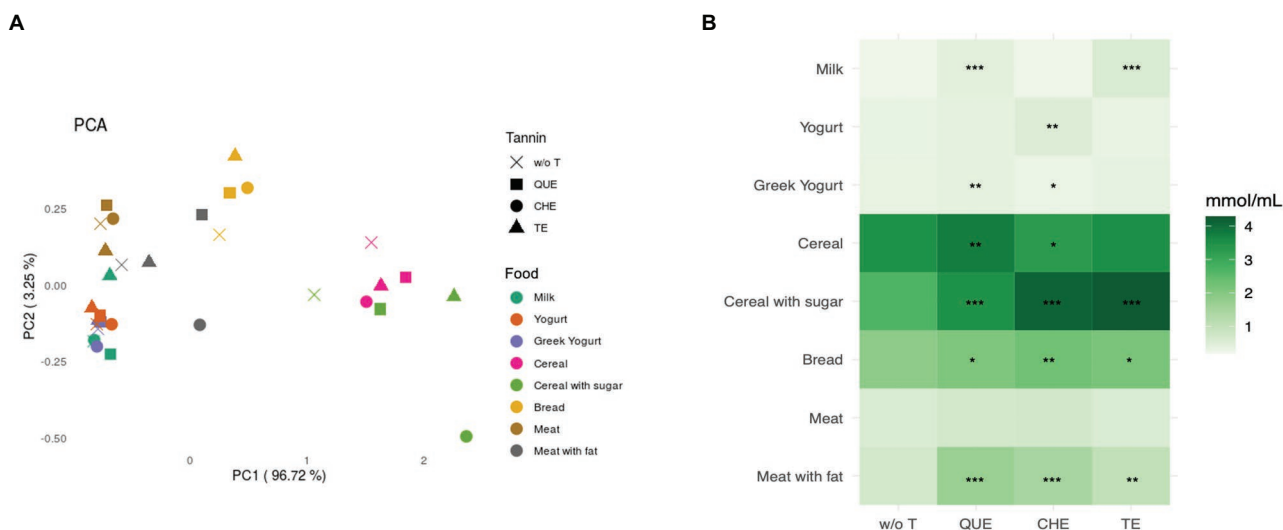 A
PCA
PC2 ( 3.25 %)
0.25
0.00
-0.25
-0.50
0
1
2
PC1 ( 96.72 %)
Tannin
w/o T
QUE
CHE
TE
Food
Milk
Yogurt
Greek Yogurt
Cereal
Cereal with sugar
Bread
Meat
Meat with fat
B
Milk *** ***
Yogurt **
Greek Yogurt ** *
Cereal ** *
Cereal with sugar *** *** ***
Bread * ** *
Meat
Meat with fat *** *** **
w/o T QUE CHE TE
mmol/mL
4
3
2
1